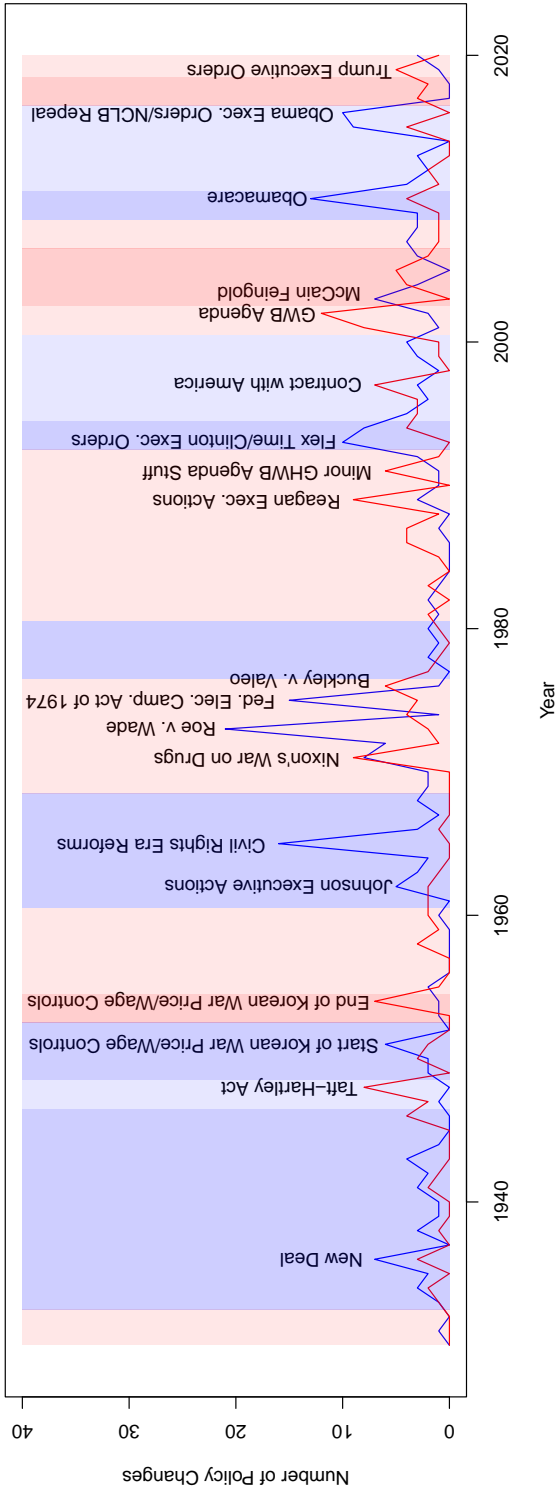 Number of Policy Changes
40
30
20
10
0
New Deal
Taft−Hartley Act
Start of Korean War Price/Wage Controls
End of Korean War Price/Wage Controls
Johnson Executive Actions
Civil Rights Era Reforms
Nixon's War on Drugs
Roe v. Wade
Fed. Elec. Camp. Act. of 1974
Buckley v. Valeo
Reagan Exec. Actions
Minor GHWB Agenda Stuff
Flex Time/Clinton Exec. Orders
Contract with America
GWB Agenda
McCain Feingold
Obamacare
Obama Exec. Orders/NCLB Repeal
Trump Executive Orders
1940
1960
1980
2000
2020
Year